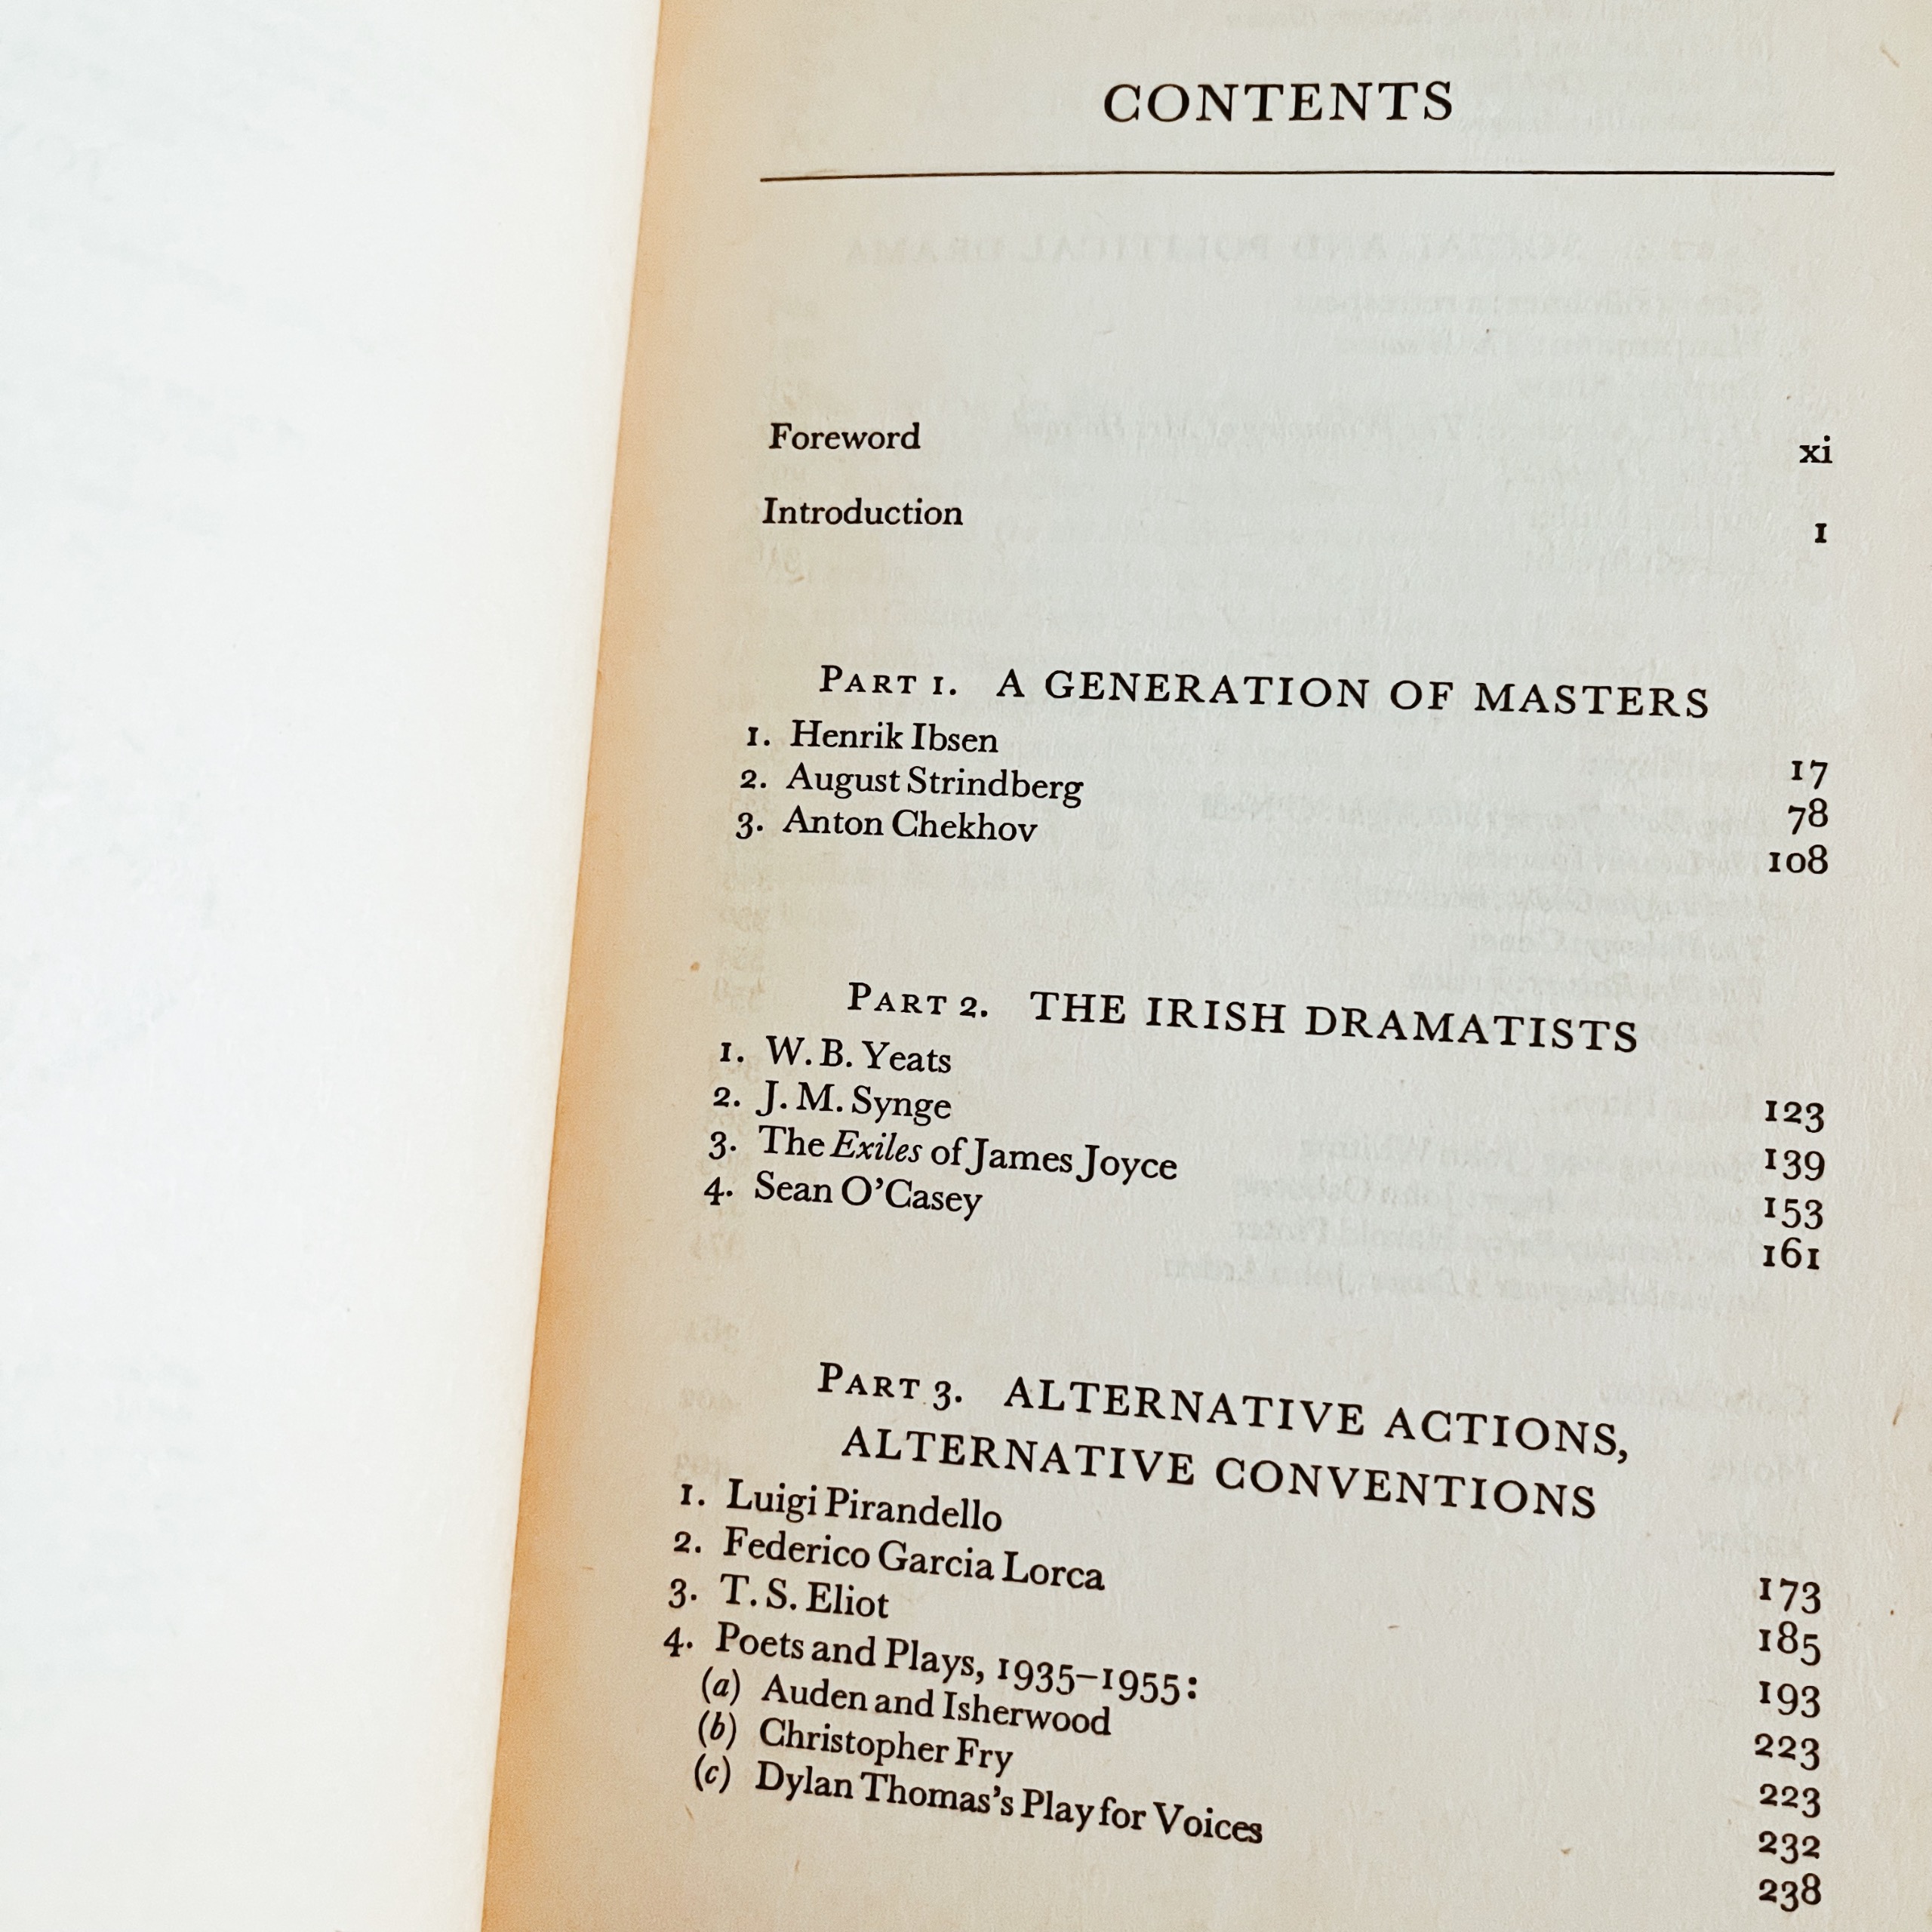 CONTENTS
Foreword xi
Introduction 1
PART 1. A GENERATION OF MASTERS
1. Henrik Ibsen 17
2. August Strindberg 78
3. Anton Chekhov 108
PART 2. THE IRISH DRAMATISTS
1. W. B. Yeats 123
2. J. M. Synge 139
3. The Exiles of James Joyce 153
4. Sean O’Casey 161
PART 3. ALTERNATIVE ACTIONS,
ALTERNATIVE CONVENTIONS
1. Luigi Pirandello 173
2. Federico Garcia Lorca 185
3. T. S. Eliot 193
4. Poets and Plays, 1935–1955: 223
(a) Auden and Isherwood 223
(b) Christopher Fry 232
(c) Dylan Thomas’s Play for Voices 238